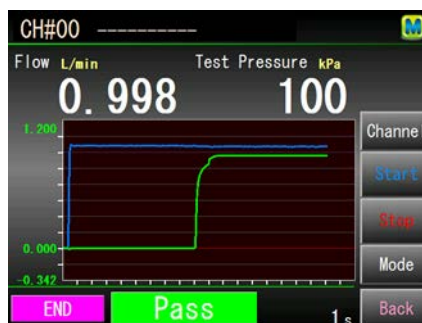 CH#00 ----------
M
Flow L/min
Test Pressure kPa
0.998
100
1.200
0.000
-0.342
Channe
Start
Stop
Mode
Back
END
Pass
1 s